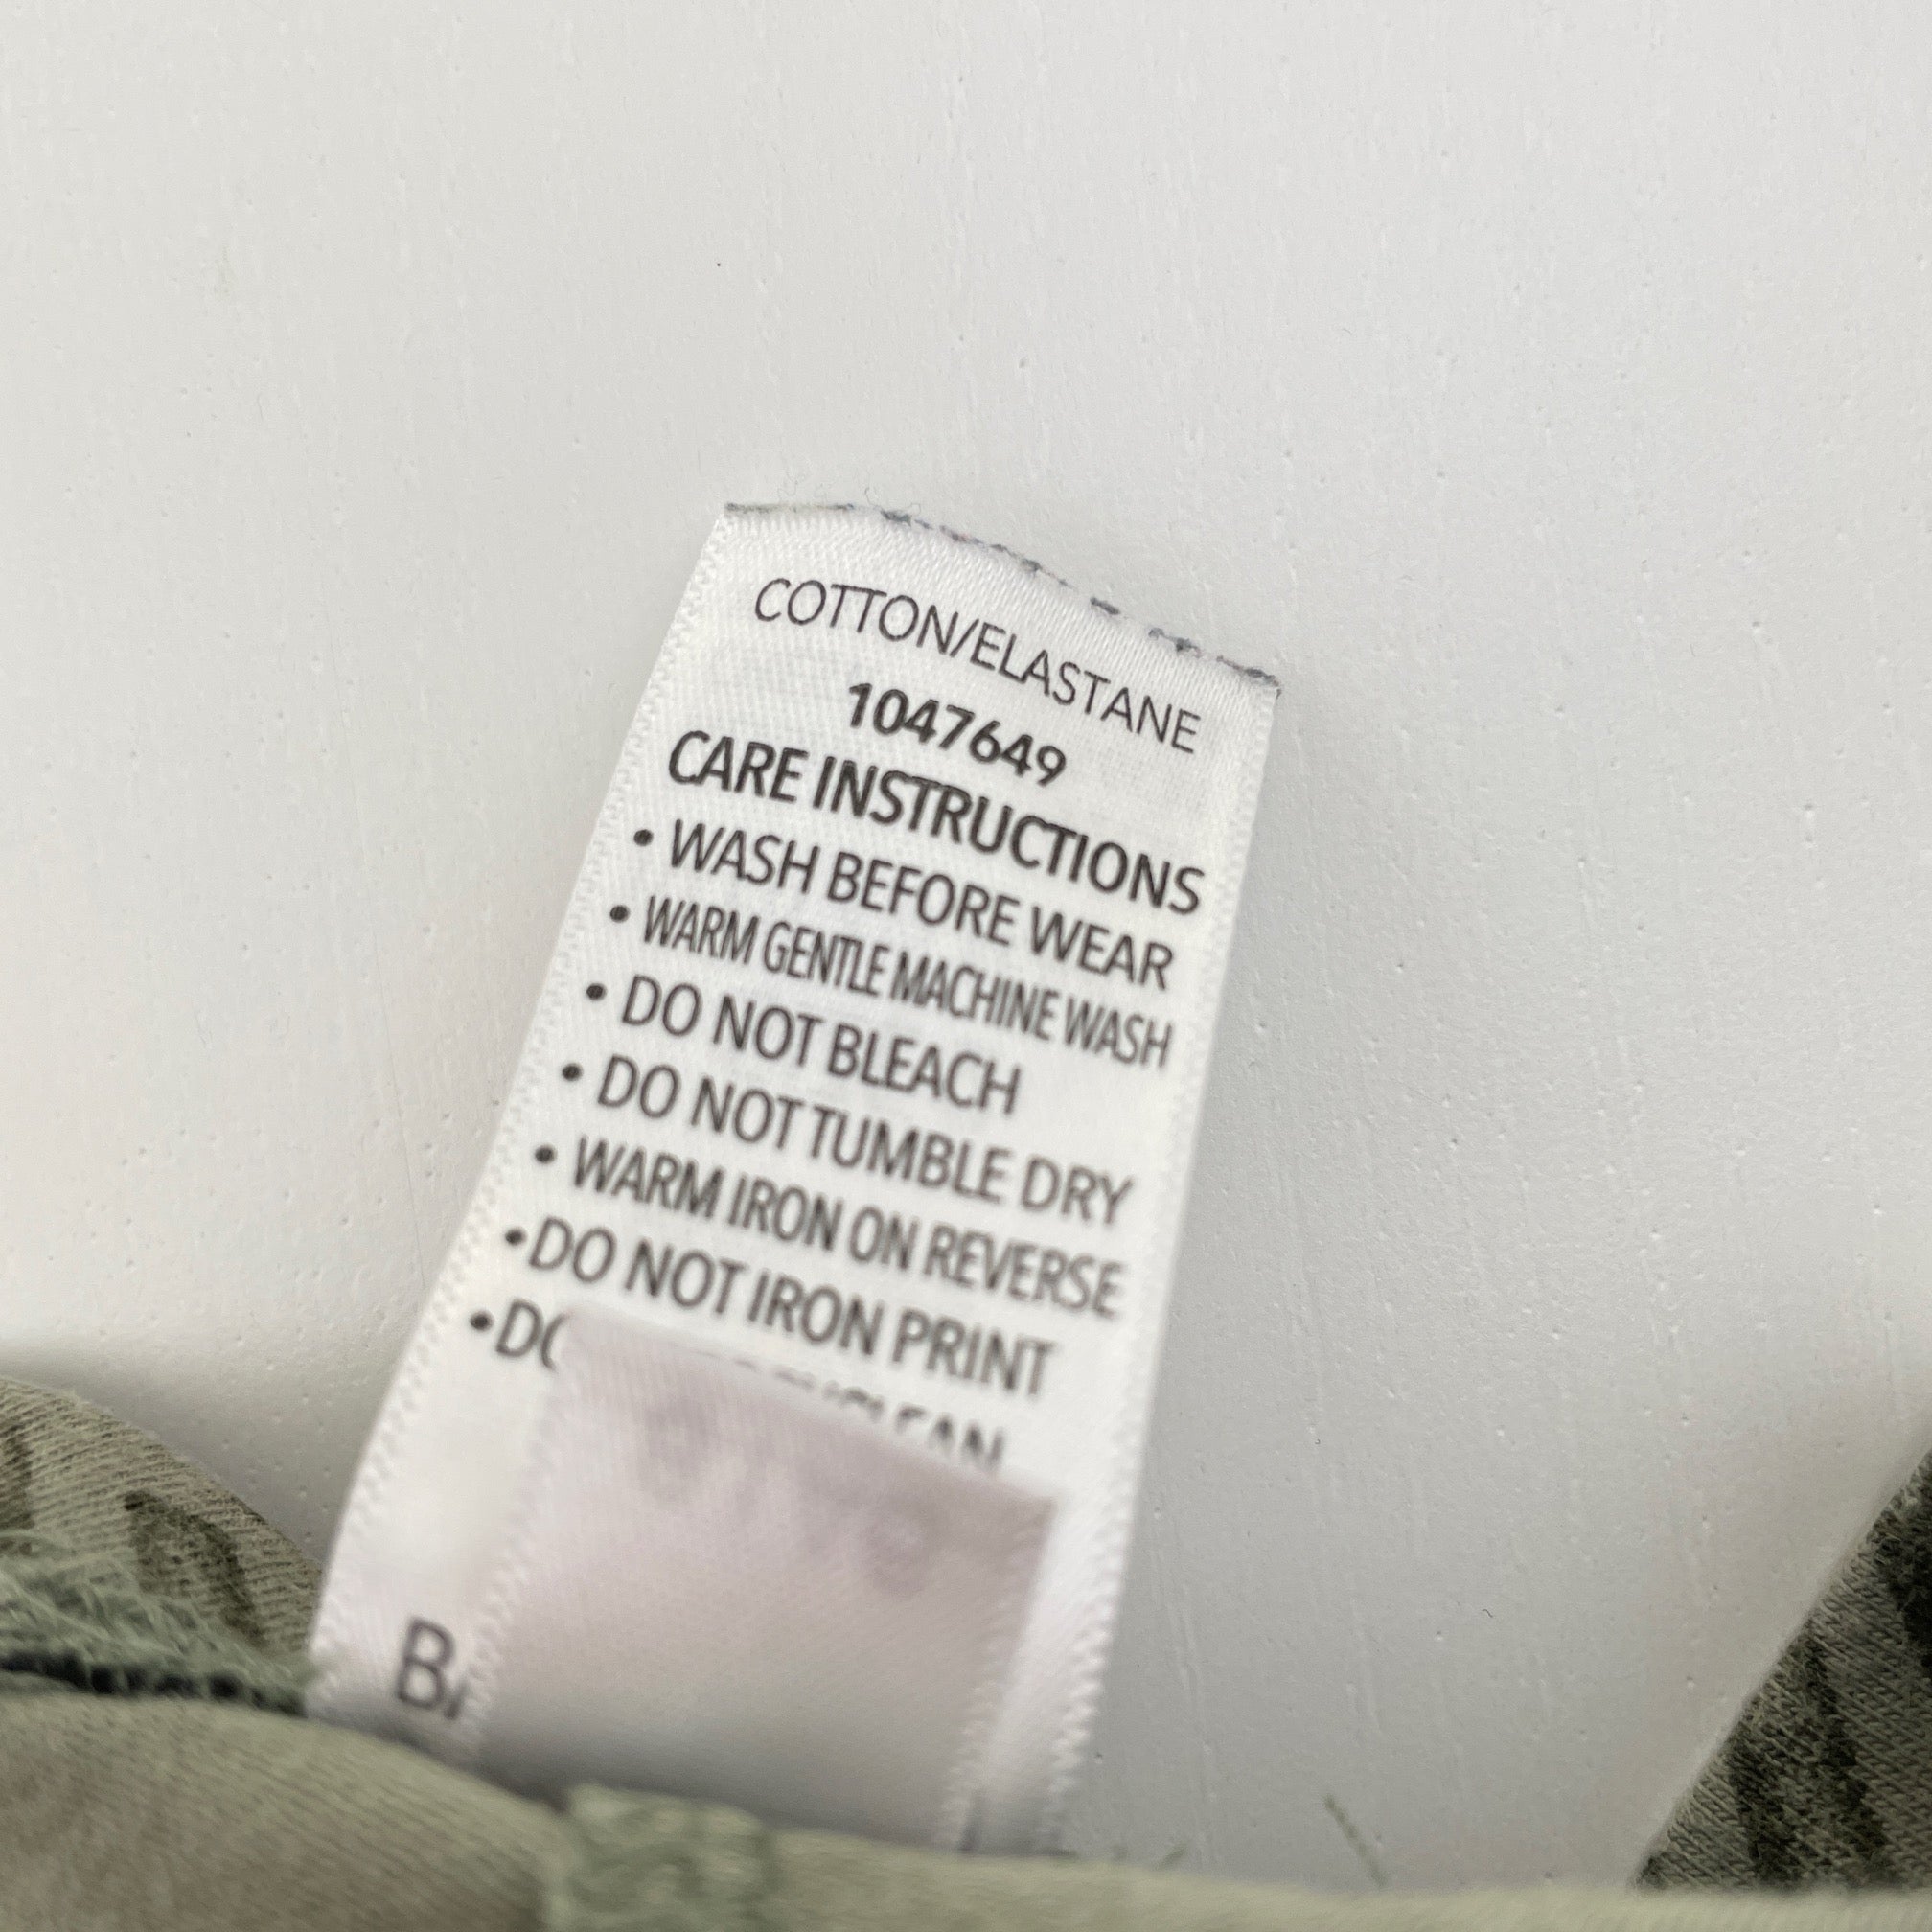 COTTON/ELASTANE
1047649
CARE INSTRUCTIONS
• WASH BEFORE WEAR
• WARM GENTLE MACHINE WASH
• DO NOT BLEACH
• DO NOT TUMBLE DRY
• WARM IRON ON REVERSE
•DO NOT IRON PRINT